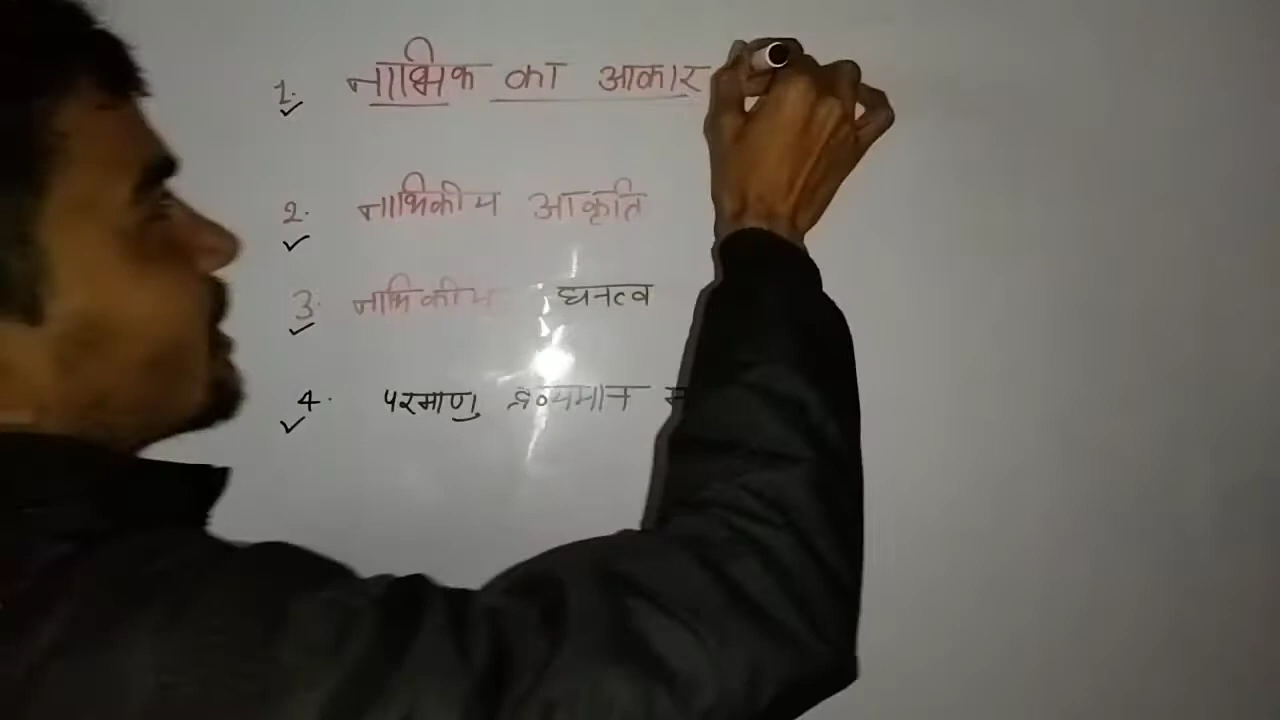 1. नाभिक का आकार
2. नाभिकीय आकृति
3. नाभिकीय घनत्व
4. परमाणु द्रव्यमान